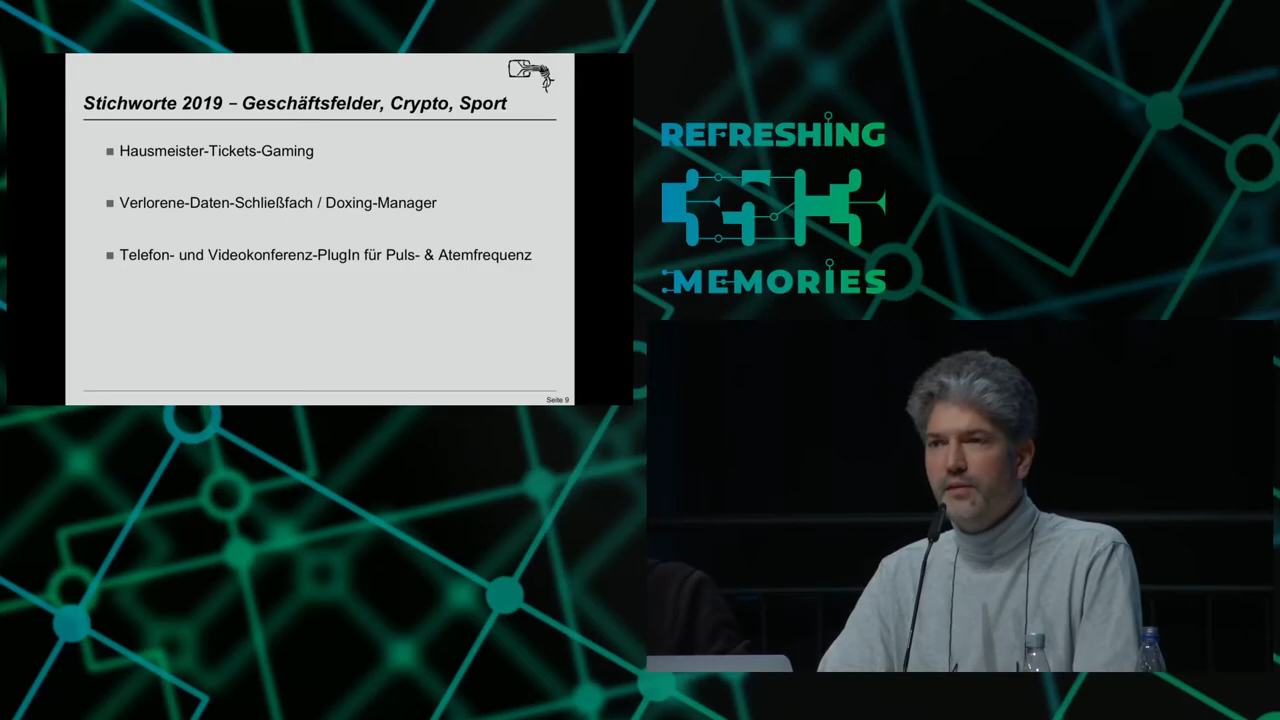 Stichworte 2019 – Geschäftsfelder, Crypto, Sport
Hausmeister-Tickets-Gaming
Verlorene-Daten-Schließfach / Doxing-Manager
Telefon- und Videokonferenz-PlugIn für Puls- & Atemfrequenz
Seite 9
REFRESHING
MEMORIES